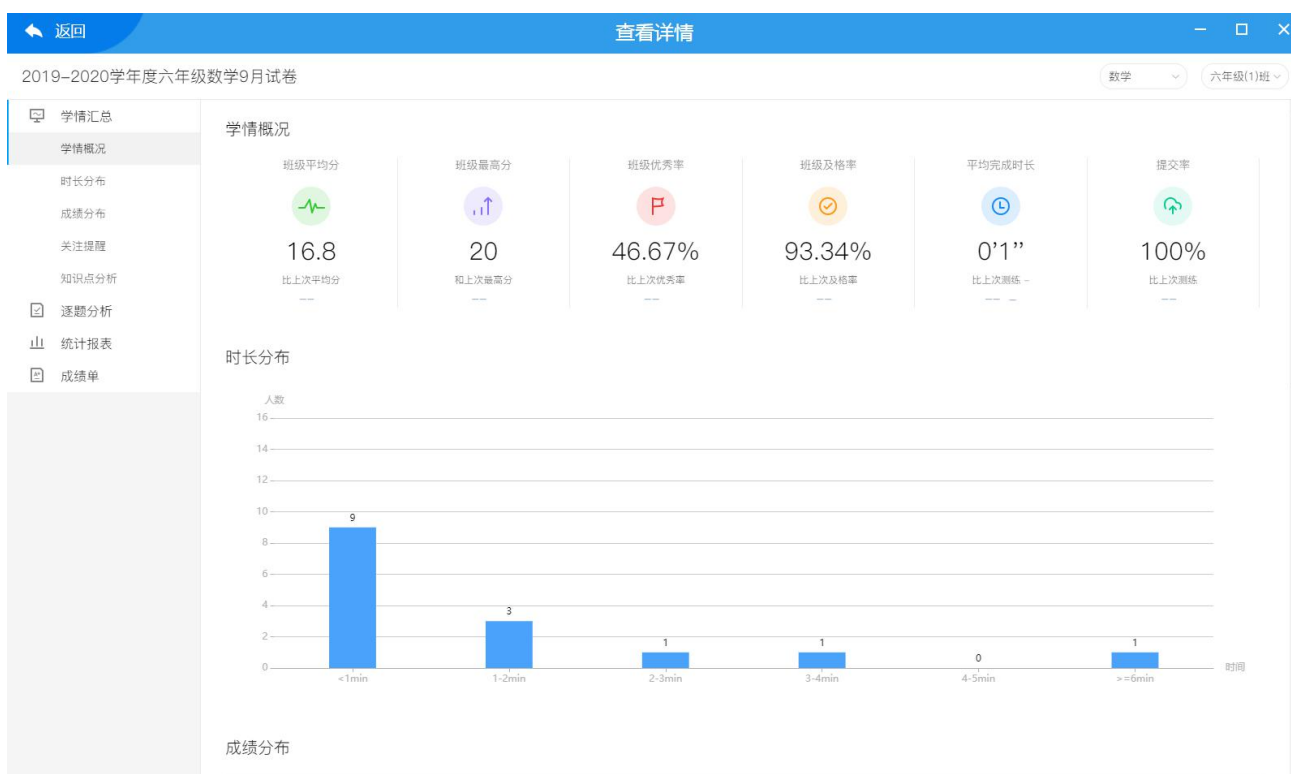 返回
查看详情
2019-2020学年度六年级数学9月试卷
数学
六年级(1)班
学情汇总
学情概况
时长分布
成绩分布
关注提醒
知识点分析
逐题分析
统计报表
成绩单
学情概况
班级平均分
班级最高分
班级优秀率
班级及格率
平均完成时长
提交率
16.8
20
46.67%
93.34%
0'1”
100%
比上次平均分
和上次最高分
比上次优秀率
比上次及格率
比上次测练 -
比上次测练
--
--
--
--
-- -
--
时长分布
人数
16
14
12
10
8
6
4
2
0
9
3
1
1
0
1
<1min
1-2min
2-3min
3-4min
4-5min
>=6min
时间
成绩分布